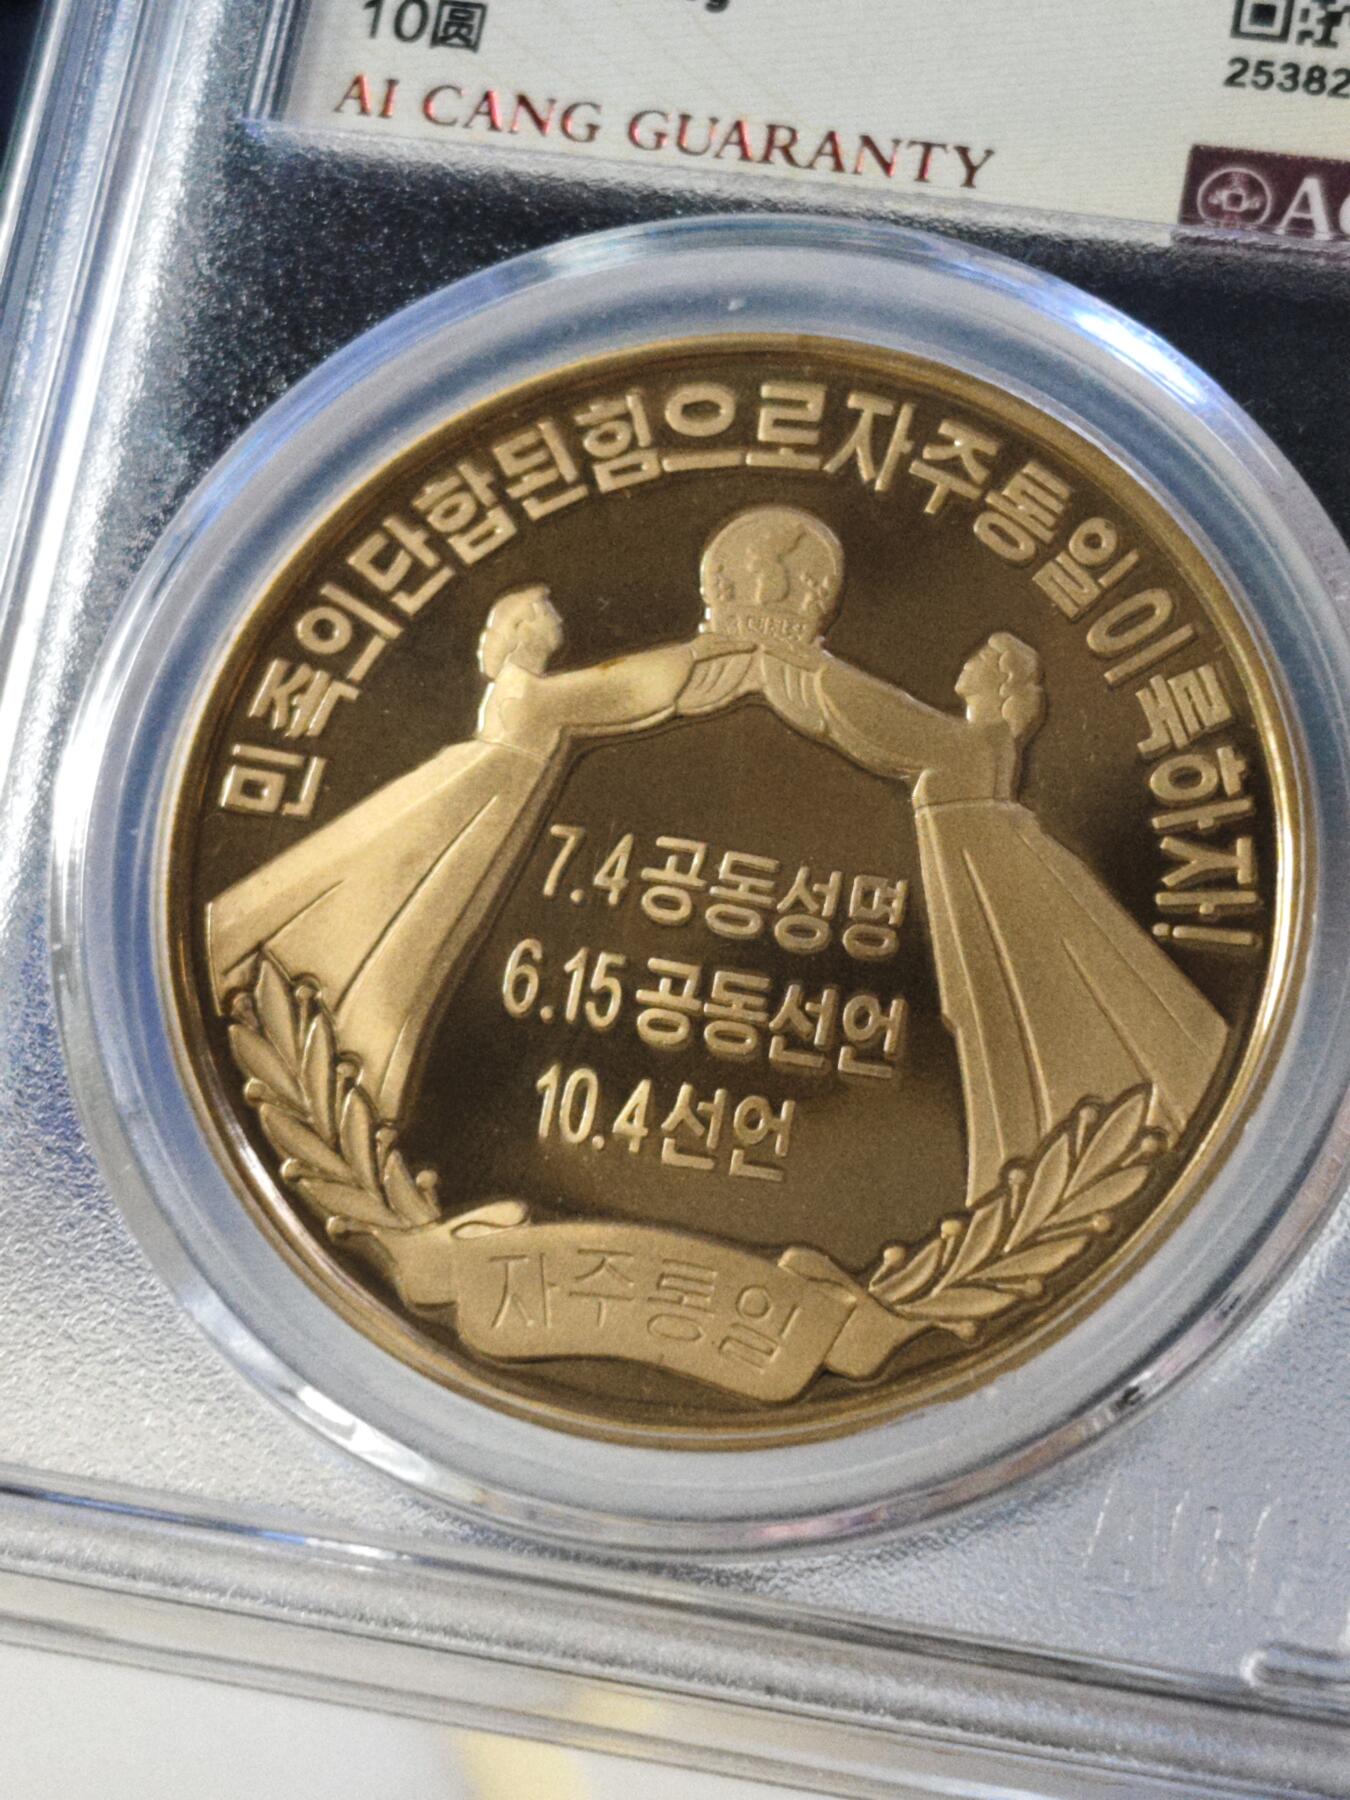 10圆
AI CANG GUARANTY
25382
민족의단합된힘으로자주통일이룩하자!
7.4공동성명
6.15공동선언
10.4선언
자주통일